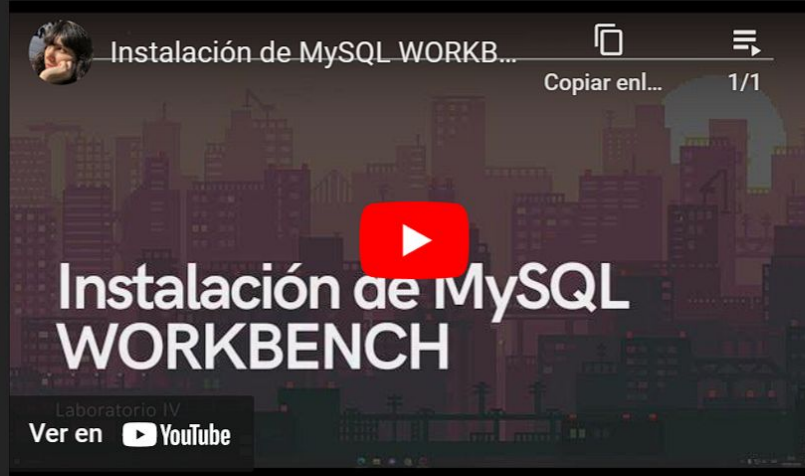 Instalación de MySQL WORKB...
Copiar enl...
1/1
Instalación de MySQL
WORKBENCH
Laboratorio IV
Ver en YouTube